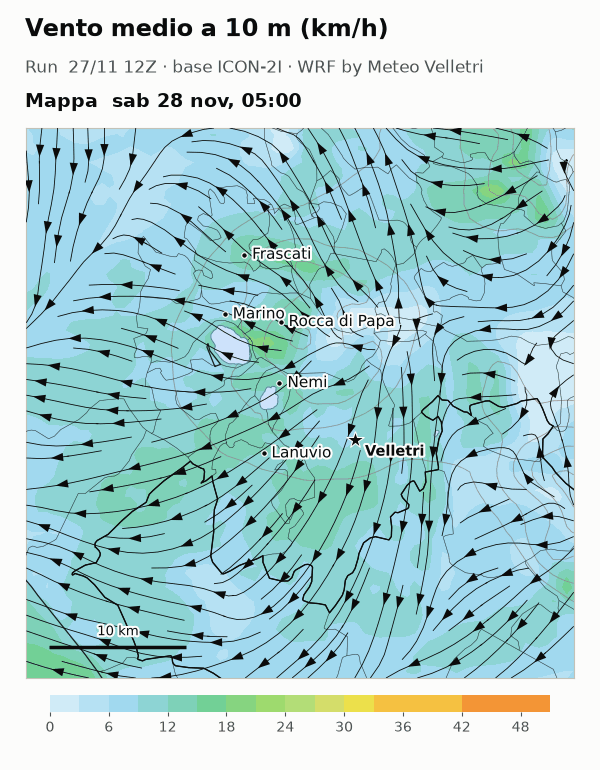 Vento medio a 10 m (km/h)
Run  27/11 12Z · base ICON-2I · WRF by Meteo Velletri
Mappa  sab 28 nov, 05:00
Frascati
Marino
Rocca di Papa
Nemi
Velletri
Lanuvio
10 km
0 6 12 18 24 30 36 42 48